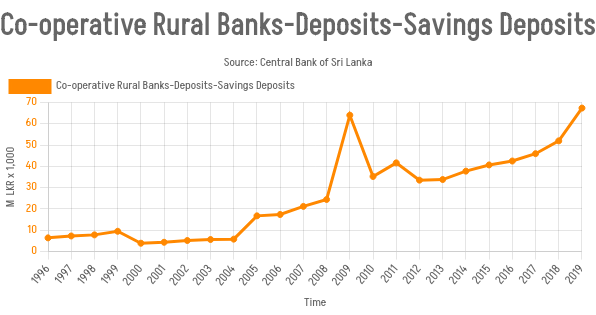 Co-operative Rural Banks-Deposits-Savings Deposits
Source: Central Bank of Sri Lanka
Co-operative Rural Banks-Deposits-Savings Deposits
M LKR x 1,000
70
60
50
40
30
20
10
0
1996 1997 1998 1999 2000 2001 2002 2003 2004 2005 2006 2007 2008 2009 2010 2011 2012 2013 2014 2015 2016 2017 2018 2019
Time